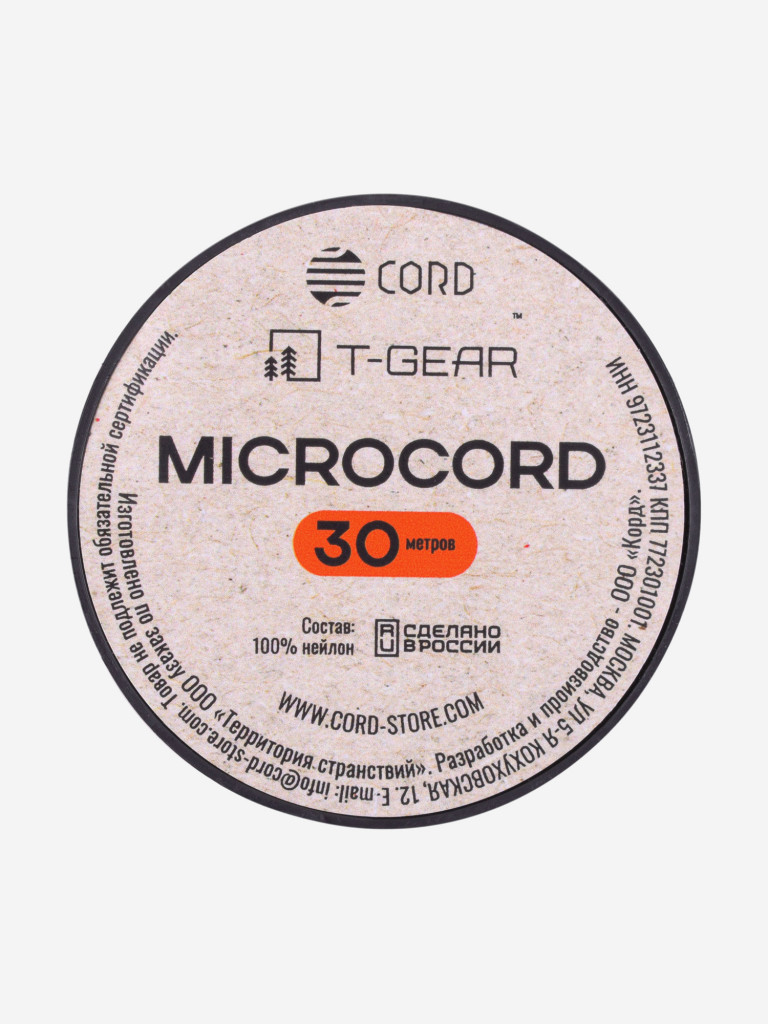 CORD
T-GEAR™
MICROCORD
30 метров
Состав:
100% нейлон
RU СДЕЛАНО
В РОССИИ
WWW.CORD-STORE.COM
Изготовлено по заказу ООО «Территория странствий». Разработка и производство - ООО «Корд».
ИНН 9723112337 КПП 772301001. МОСКВА, УЛ 5-Я КОЖУХОВСКАЯ, 12. E-mail: info@cord-store.com. Товар не подлежит обязательной сертификации.